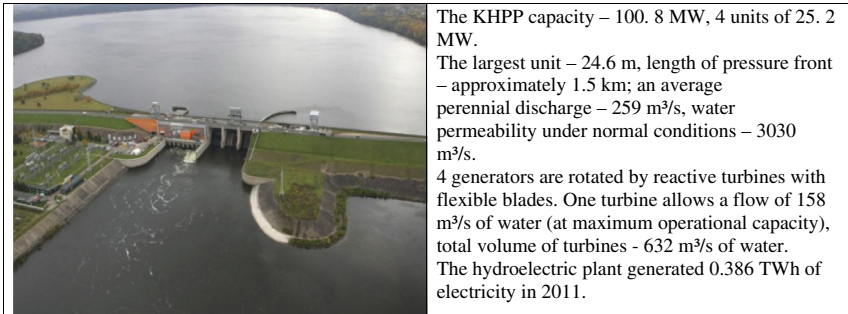 The KHPP capacity – 100. 8 MW, 4 units of 25. 2
MW.
The largest unit – 24.6 m, length of pressure front
– approximately 1.5 km; an average
perennial discharge – 259 m³/s, water
permeability under normal conditions – 3030
m³/s.
4 generators are rotated by reactive turbines with
flexible blades. One turbine allows a flow of 158
m³/s of water (at maximum operational capacity),
total volume of turbines - 632 m³/s of water.
The hydroelectric plant generated 0.386 TWh of
electricity in 2011.